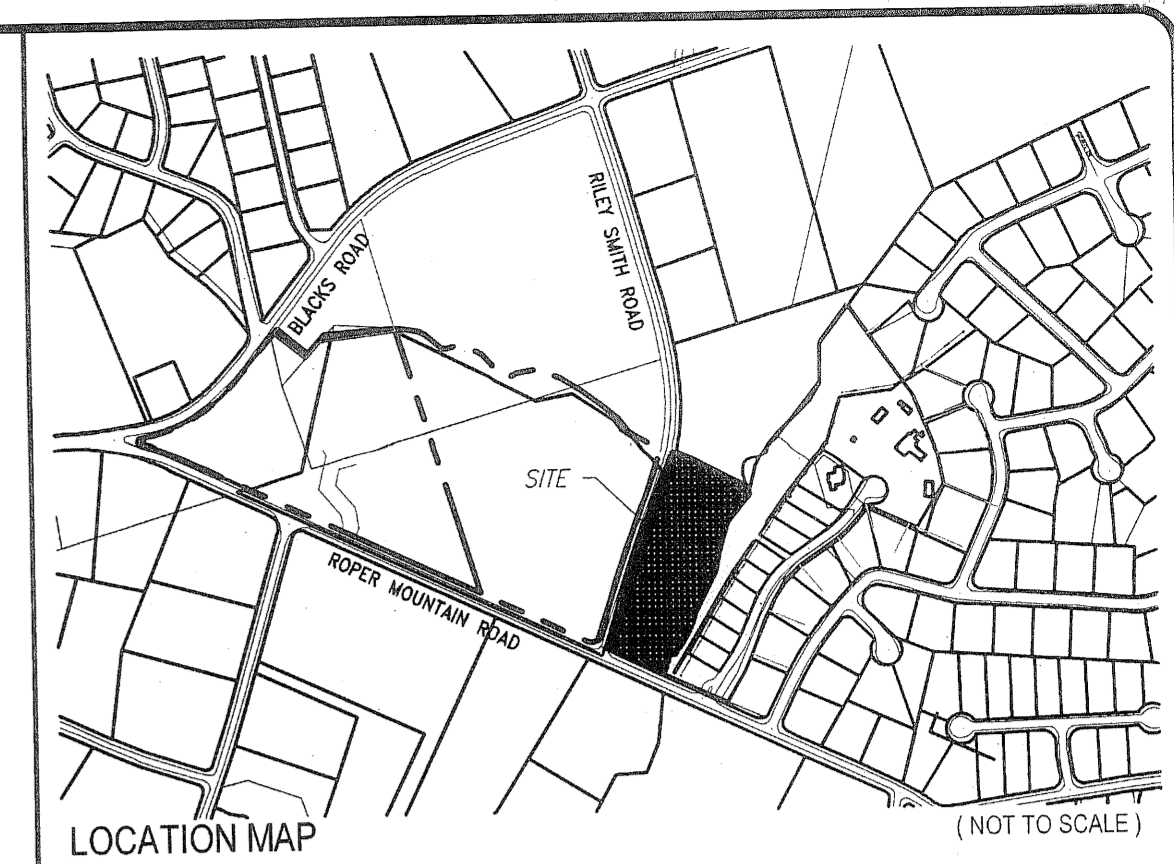 RILEY SMITH ROAD
BLACKS ROAD
SITE
ROPER MOUNTAIN ROAD
LOCATION MAP
( NOT TO SCALE )